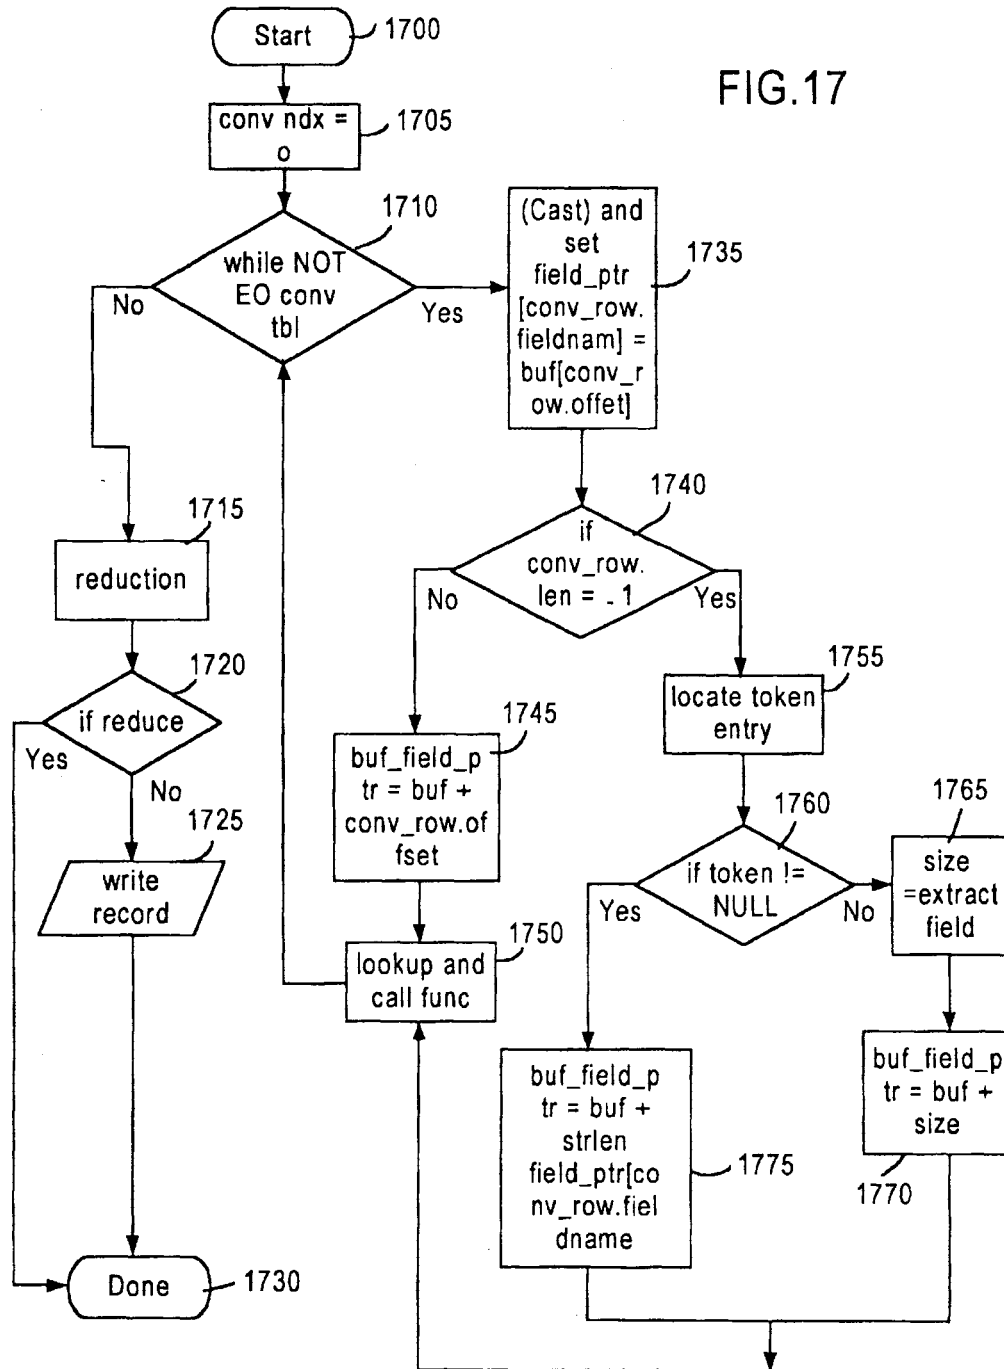 FIG.17
Start
1700
conv ndx =
o
1705
while NOT
EO conv
tbl
1710
No
Yes
(Cast) and
set
field_ptr
[conv_row.
fieldnam] =
buf[conv_r
ow.offet]
1735
if
conv_row.
len = - 1
1740
No
Yes
reduction
1715
if reduce
1720
Yes
No
write
record
1725
Done
1730
buf_field_p
tr = buf +
conv_row.of
fset
1745
lookup and
call func
1750
locate token
entry
1755
if token !=
NULL
1760
Yes
No
size
=extract
field
1765
buf_field_p
tr = buf +
size
1770
buf_field_p
tr = buf +
strlen
field_ptr[co
nv_row.fiel
dname
1775